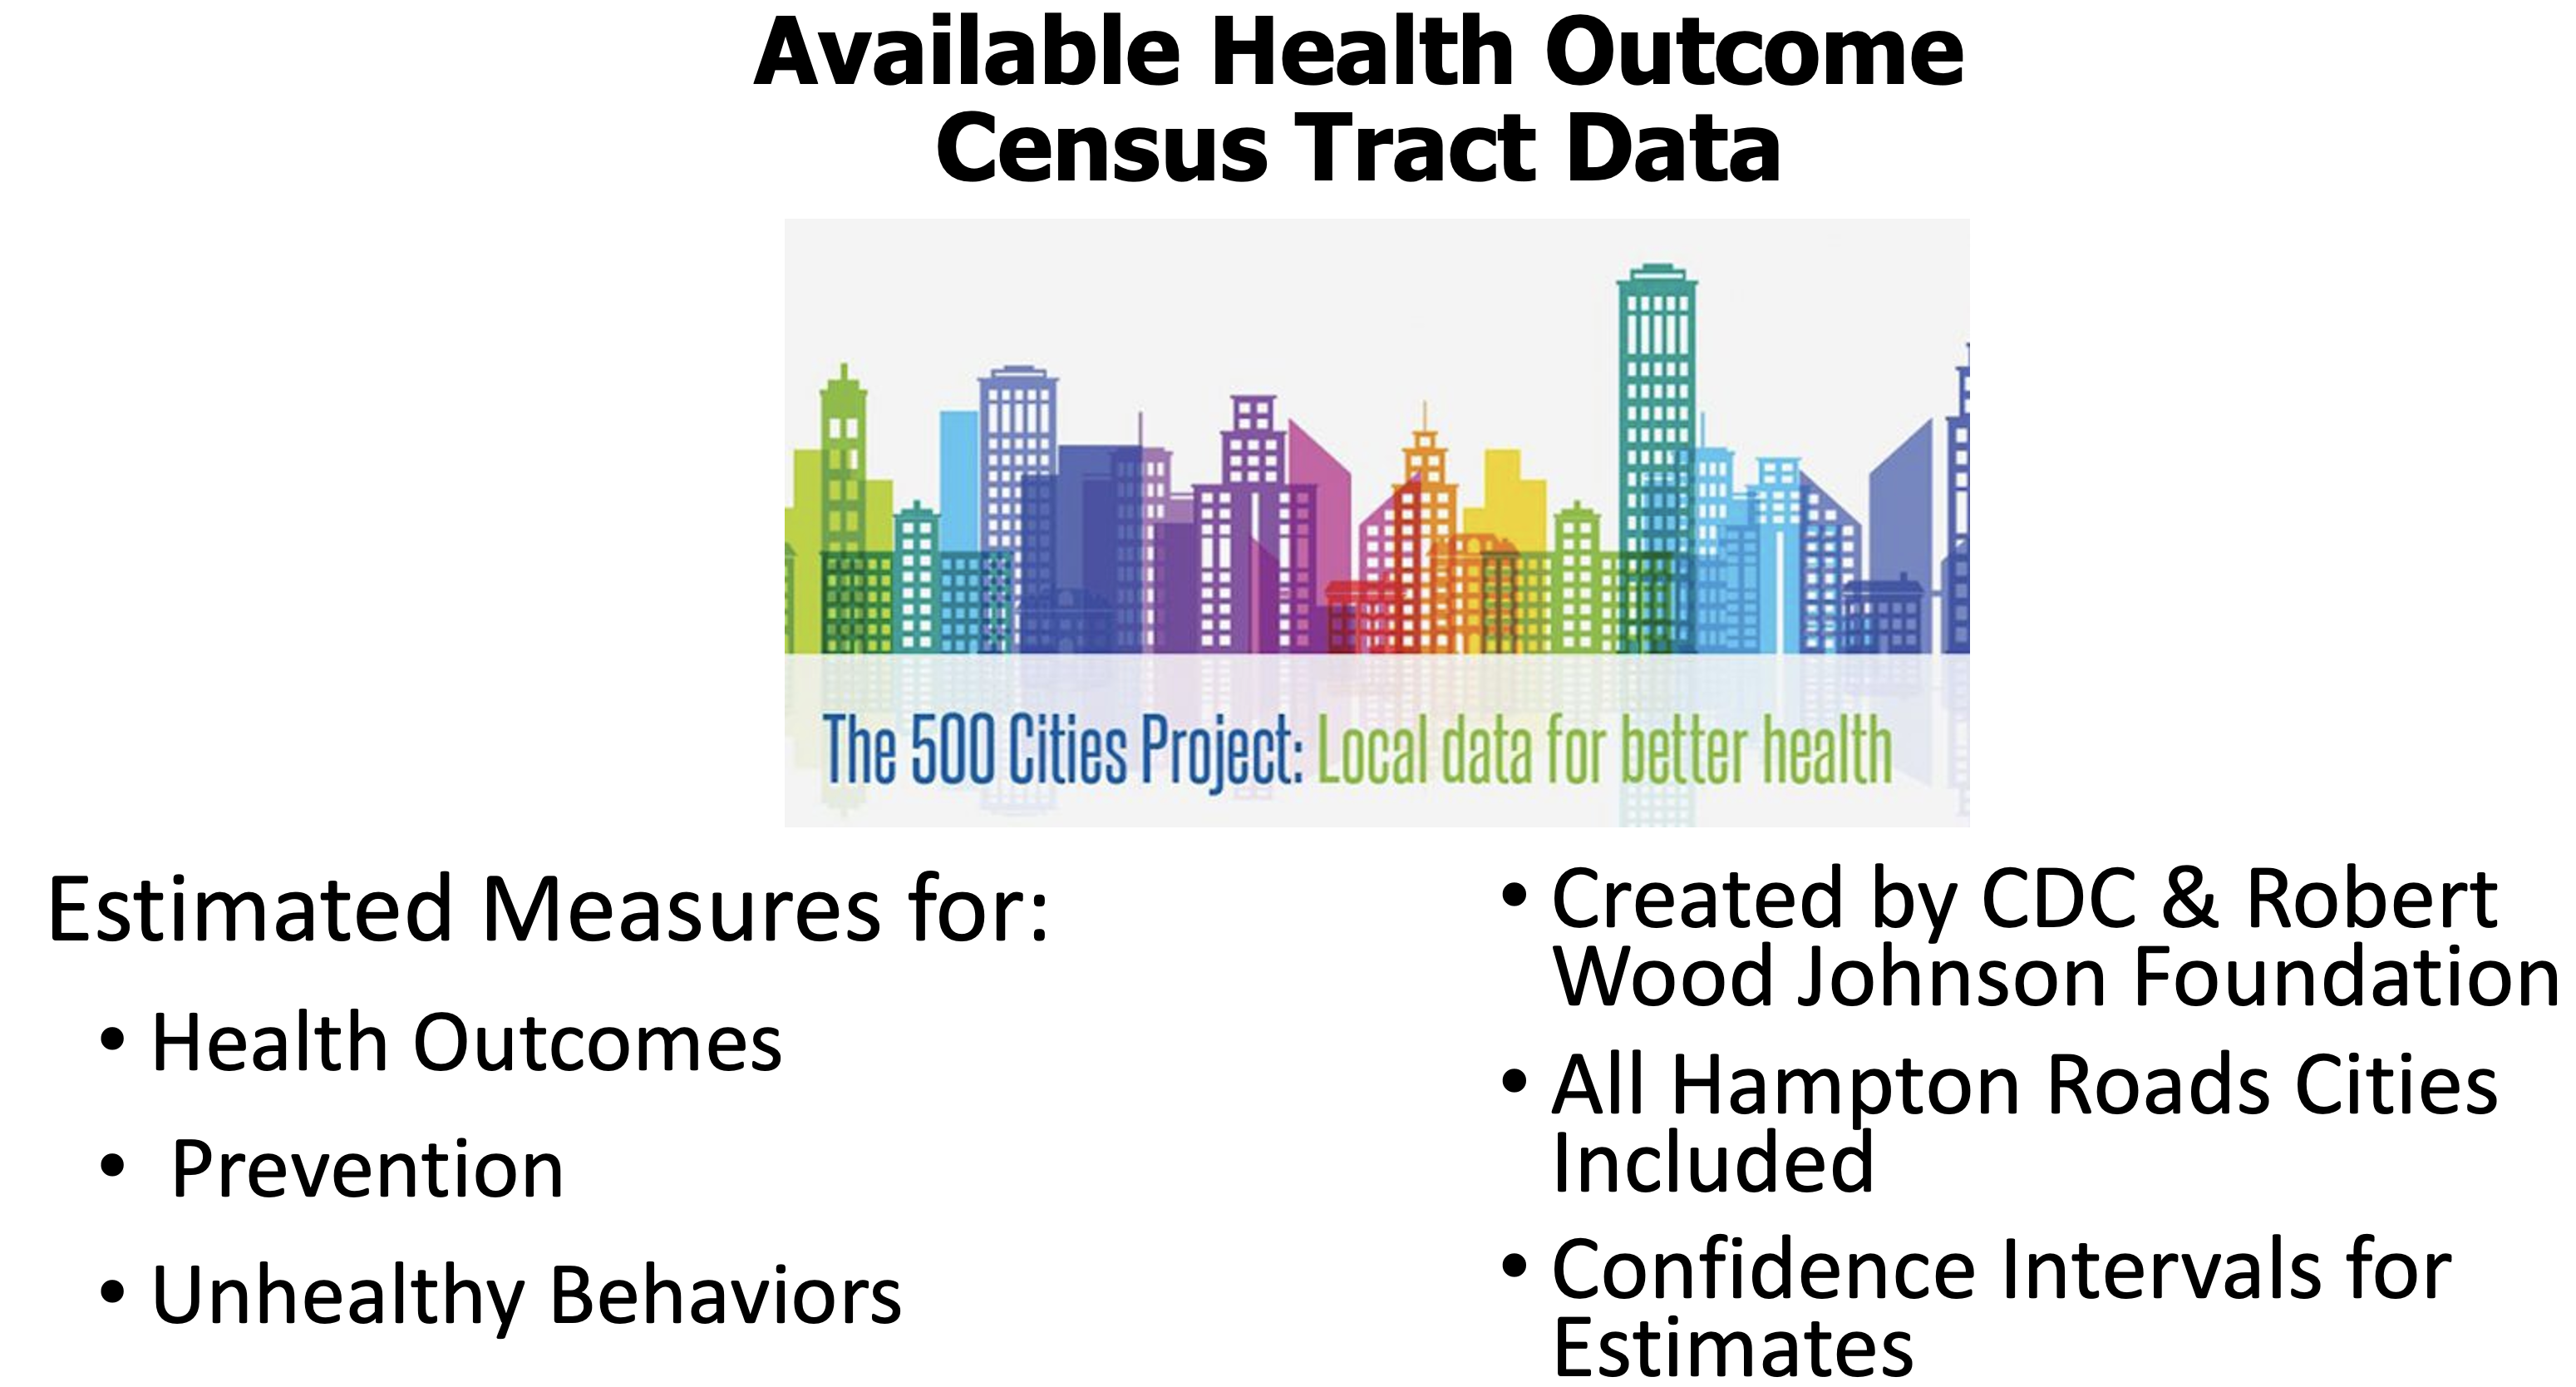 Available Health Outcome
Census Tract Data
The 500 Cities Project: Local data for better health
Estimated Measures for:
• Health Outcomes
• Prevention
• Unhealthy Behaviors
• Created by CDC & Robert
Wood Johnson Foundation
• All Hampton Roads Cities
Included
• Confidence Intervals for
Estimates